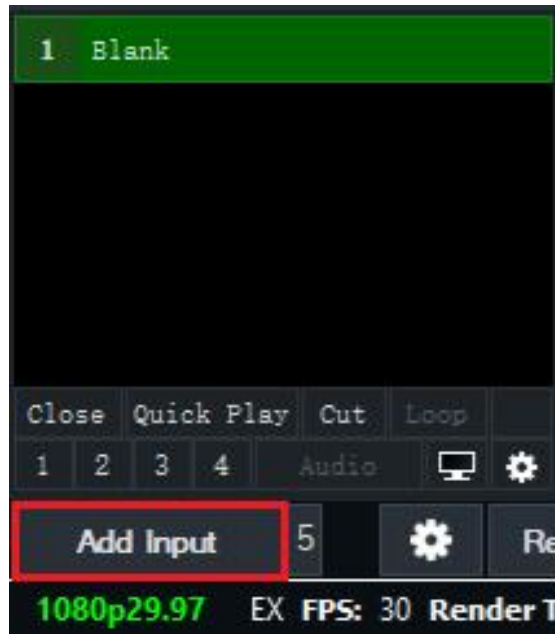 1 Blank
Close Quick Play Cut Loop
1 2 3 4 Audio
Add Input 5 Re
1080p29.97 EX FPS: 30 Render T